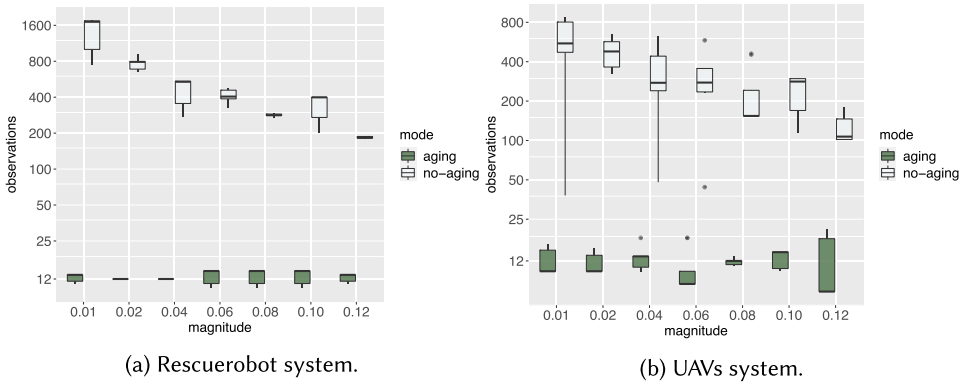 1600
800
400
200
100
50
25
12
observations
0.01 0.02 0.04 0.06 0.08 0.10 0.12
magnitude
mode
aging
no-aging
(a) Rescuerobot system.
800
400
200
100
50
25
12
observations
0.01 0.02 0.04 0.06 0.08 0.10 0.12
magnitude
mode
aging
no-aging
(b) UAVs system.